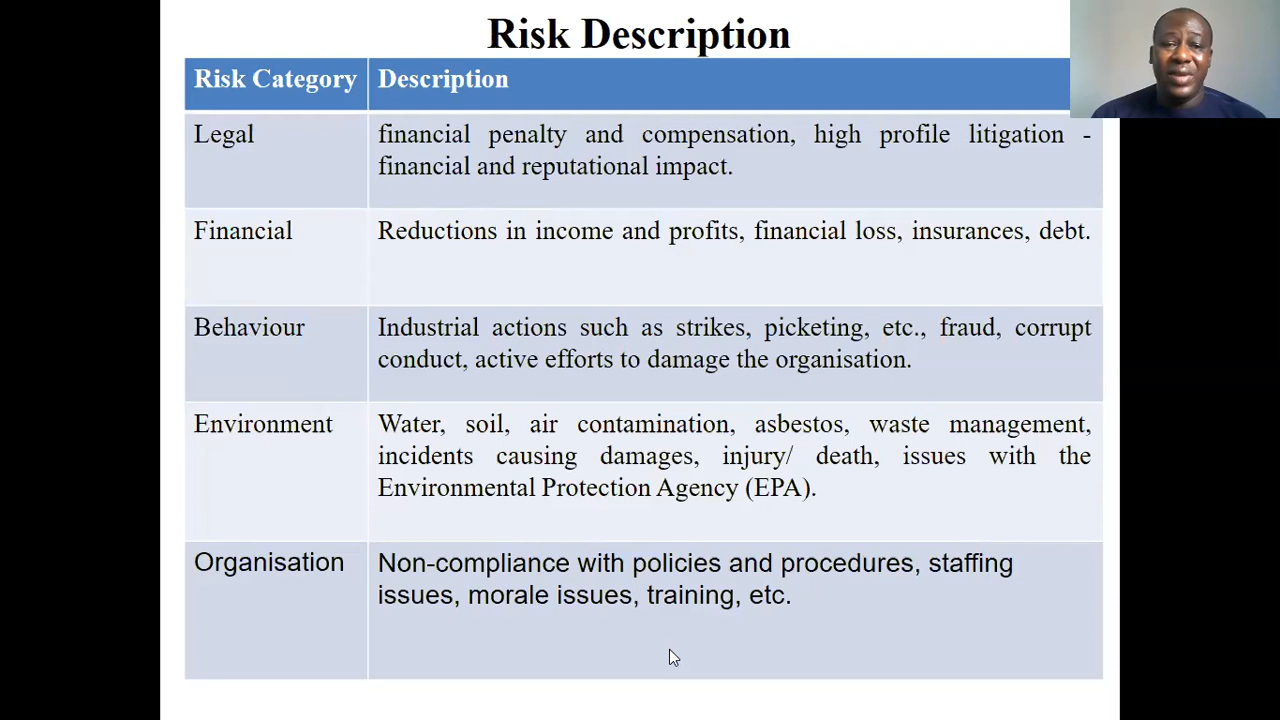 Risk Description
Risk Category Description
Legal financial penalty and compensation, high profile litigation -
financial and reputational impact.
Financial Reductions in income and profits, financial loss, insurances, debt.
Behaviour Industrial actions such as strikes, picketing, etc., fraud, corrupt
conduct, active efforts to damage the organisation.
Environment Water, soil, air contamination, asbestos, waste management,
incidents causing damages, injury/ death, issues with the
Environmental Protection Agency (EPA).
Organisation Non-compliance with policies and procedures, staffing
issues, morale issues, training, etc.